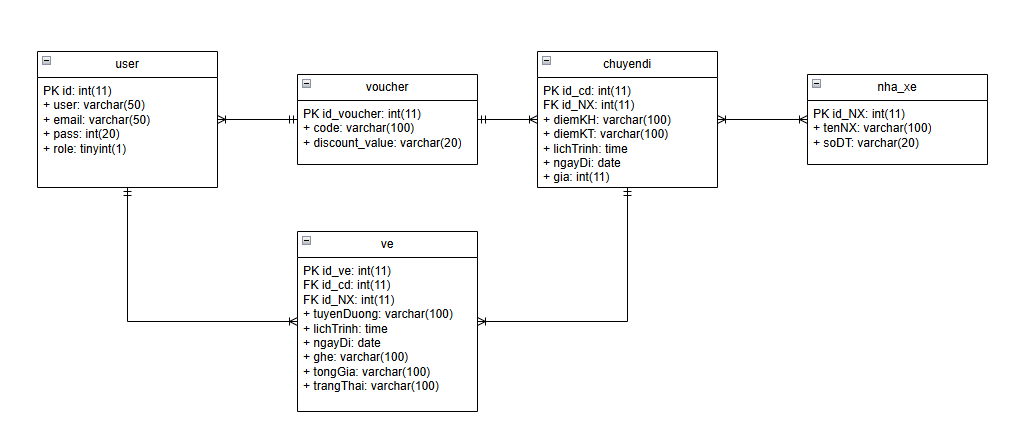 user
PK id: int(11)
+ user: varchar(50)
+ email: varchar(50)
+ pass: int(20)
+ role: tinyint(1)
voucher
PK id_voucher: int(11)
+ code: varchar(100)
+ discount_value: varchar(20)
chuyendi
PK id_cd: int(11)
FK id_NX: int(11)
+ diemKH: varchar(100)
+ diemKT: varchar(100)
+ lichTrinh: time
+ ngayDi: date
+ gia: int(11)
nha_xe
PK id_NX: int(11)
+ tenNX: varchar(100)
+ soDT: varchar(20)
ve
PK id_ve: int(11)
FK id_cd: int(11)
FK id_NX: int(11)
+ tuyenDuong: varchar(100)
+ lichTrinh: time
+ ngayDi: date
+ ghe: varchar(100)
+ tongGia: varchar(100)
+ trangThai: varchar(100)